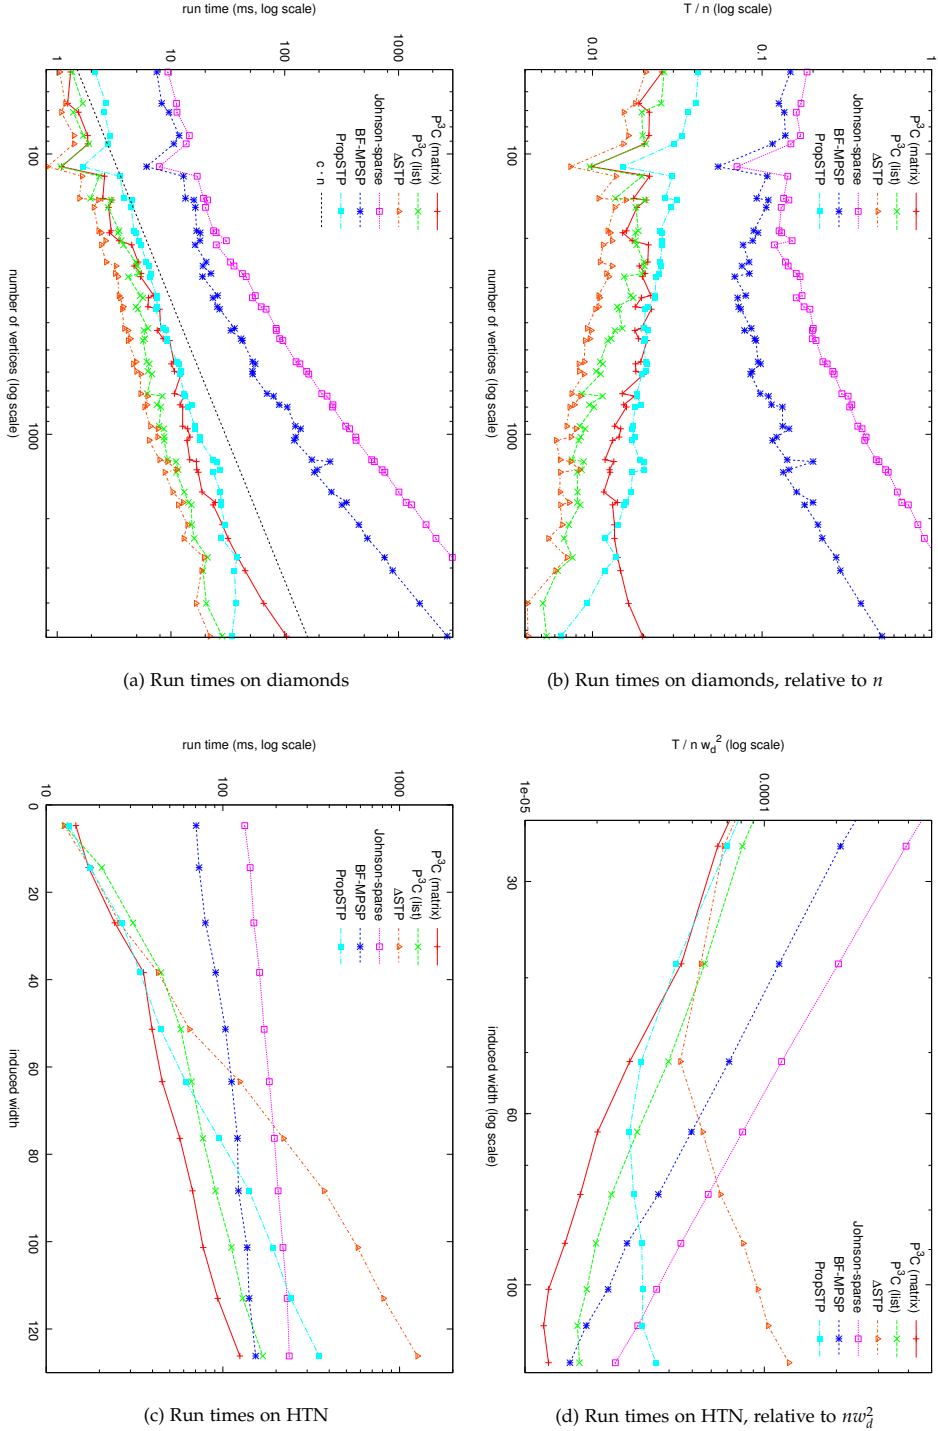 run time (ms, log scale)
1
10
100
1000
100
1000
number of vertices (log scale)
P³C (matrix)
P³C (list)
ΔSTP
Johnson-sparse
BF-MPSP
PropSTP
c · n
(a) Run times on diamonds
T / n (log scale)
0.01
0.1
1
100
1000
number of vertices (log scale)
P³C (matrix)
P³C (list)
ΔSTP
Johnson-sparse
BF-MPSP
PropSTP
(b) Run times on diamonds, relative to n
run time (ms, log scale)
10
100
1000
0
20
40
60
80
100
120
induced width
P³C (matrix)
P³C (list)
ΔSTP
Johnson-sparse
BF-MPSP
PropSTP
(c) Run times on HTN
T / n w_d² (log scale)
1e-05
0.0001
30
60
100
induced width (log scale)
P³C (matrix)
P³C (list)
ΔSTP
Johnson-sparse
BF-MPSP
PropSTP
(d) Run times on HTN, relative to nw_d²